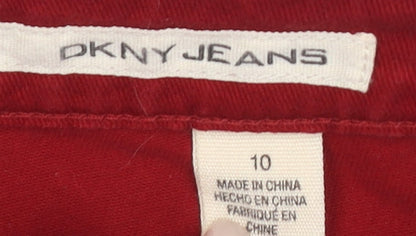 DKNY JEANS
10
MADE IN CHINA
HECHO EN CHINA
FABRIQUÉ EN
CHINE